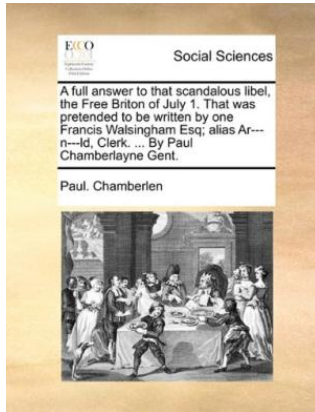 ECCO
Social Sciences
A full answer to that scandalous libel,
the Free Briton of July 1. That was
pretended to be written by one
Francis Walsingham Esq; alias Ar---
n---ld, Clerk. ... By Paul
Chamberlayne Gent.
Paul. Chamberlen